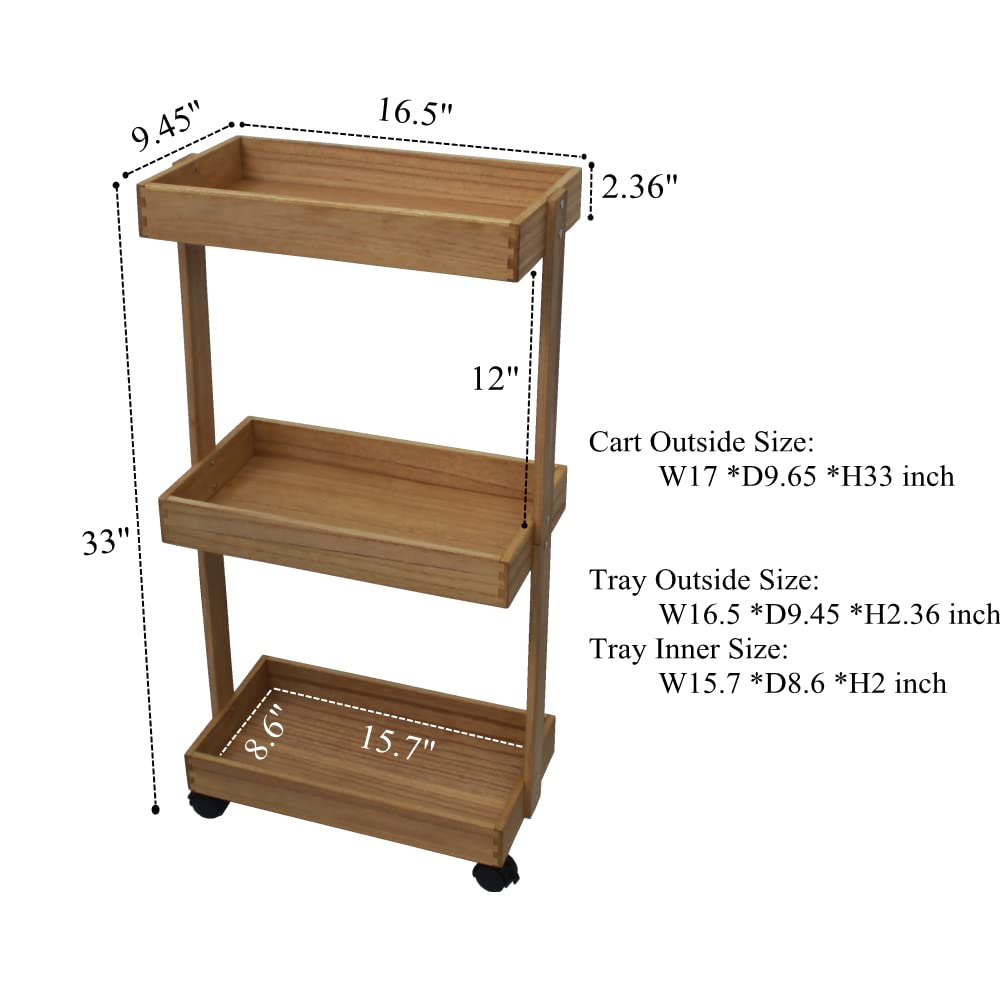 9.45"
16.5"
2.36"
12"
33"
Cart Outside Size:
W17 *D9.65 *H33 inch
Tray Outside Size:
W16.5 *D9.45 *H2.36 inch
Tray Inner Size:
W15.7 *D8.6 *H2 inch
8.6"
15.7"